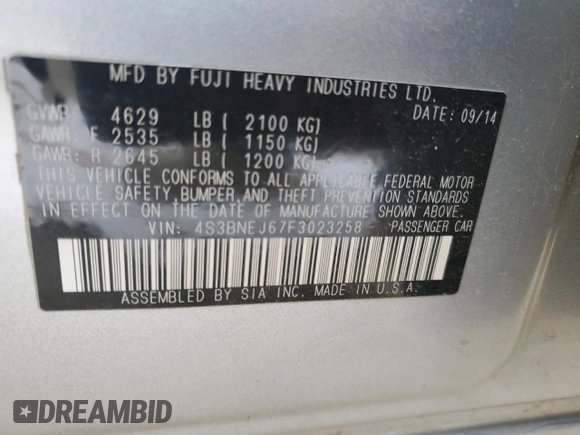 MFD BY FUJI HEAVY INDUSTRIES LTD.
DATE: 09/14
GVWR 4629 LB ( 2100 KG)
GAWR: F 2535 LB ( 1150 KG)
GAWR: R 2645 LB ( 1200 KG)
THIS VEHICLE CONFORMS TO ALL APPLICABLE FEDERAL MOTOR
VEHICLE SAFETY, BUMPER, AND THEFT PREVENTION STANDARDS
IN EFFECT ON THE DATE OF MANUFACTURE SHOWN ABOVE.
VIN: 4S3BNEJ67F3023258 PASSENGER CAR
ASSEMBLED BY SIA INC. MADE IN U.S.A.
DREAMBID